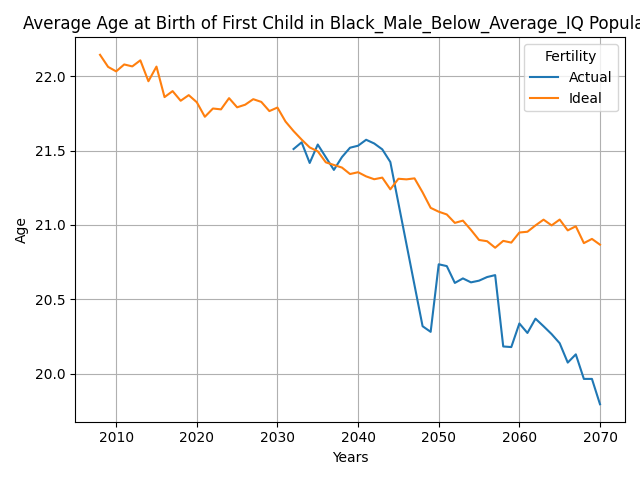 Average Age at Birth of First Child in Black_Male_Below_Average_IQ Popula
Fertility
Actual
Ideal
22.0
21.5
21.0
20.5
20.0
Age
2010 2020 2030 2040 2050 2060 2070
Years